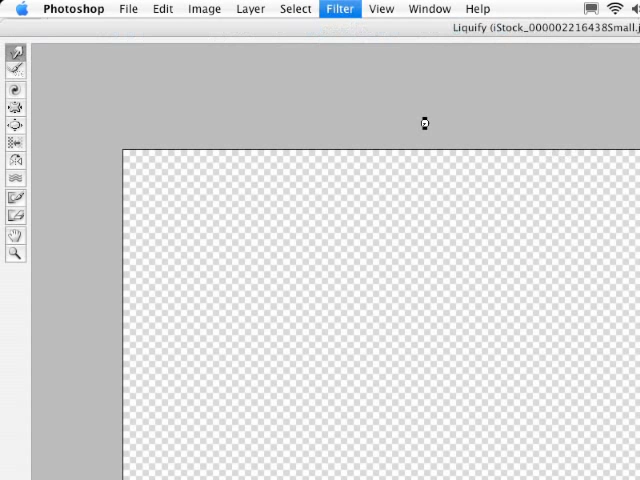 Photoshop File Edit Image Layer Select Filter View Window Help
Liquify (iStock_000002216438Small.j